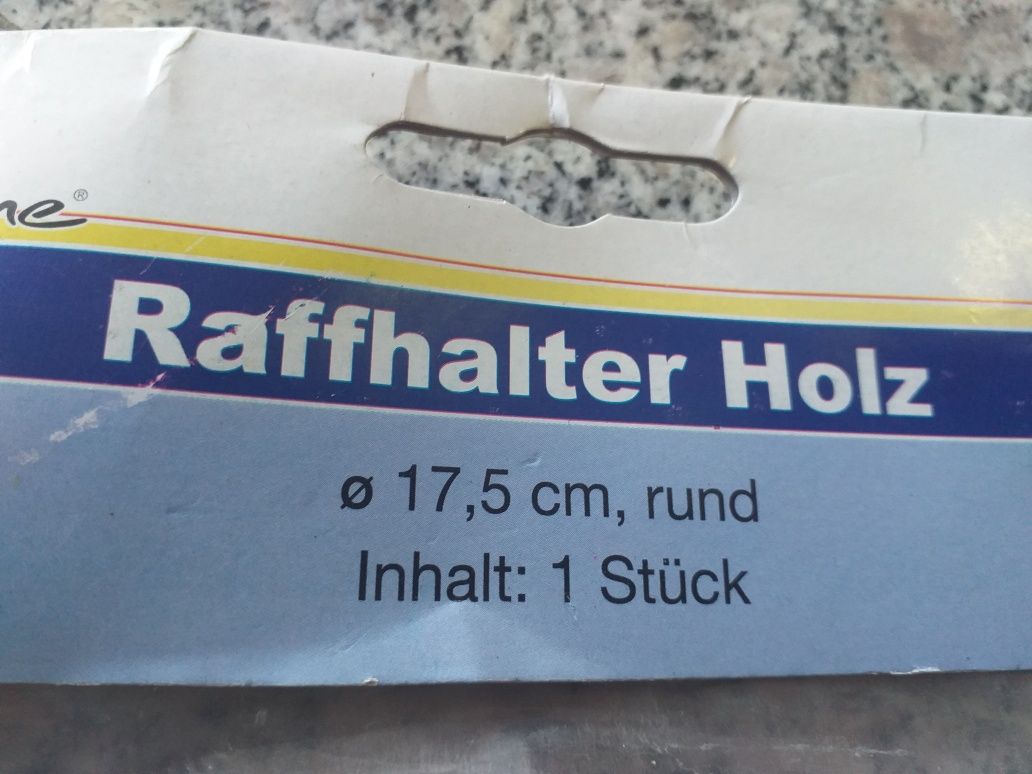 Raffhalter Holz
ø 17,5 cm, rund
Inhalt: 1 Stück